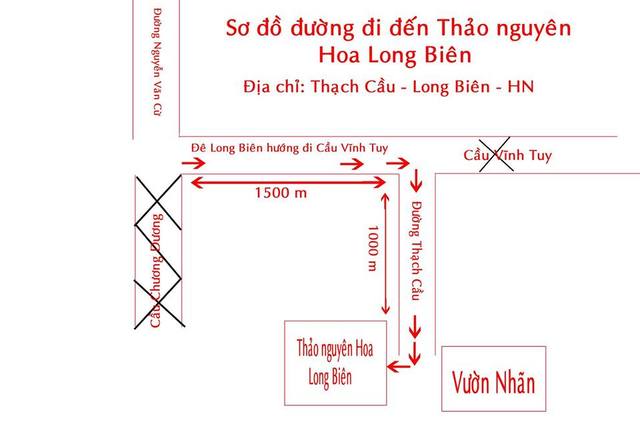 Sơ đồ đường đi đến Thảo nguyên
Hoa Long Biên
Địa chỉ: Thạch Cầu - Long Biên - HN
Đường Nguyễn Văn Cừ
Đê Long Biên hướng đi Cầu Vĩnh Tuy
Cầu Vĩnh Tuy
1500 m
Cầu Chương Dương
1000 m
Đường Thạch Cầu
Thảo nguyên Hoa
Long Biên
Vườn Nhãn